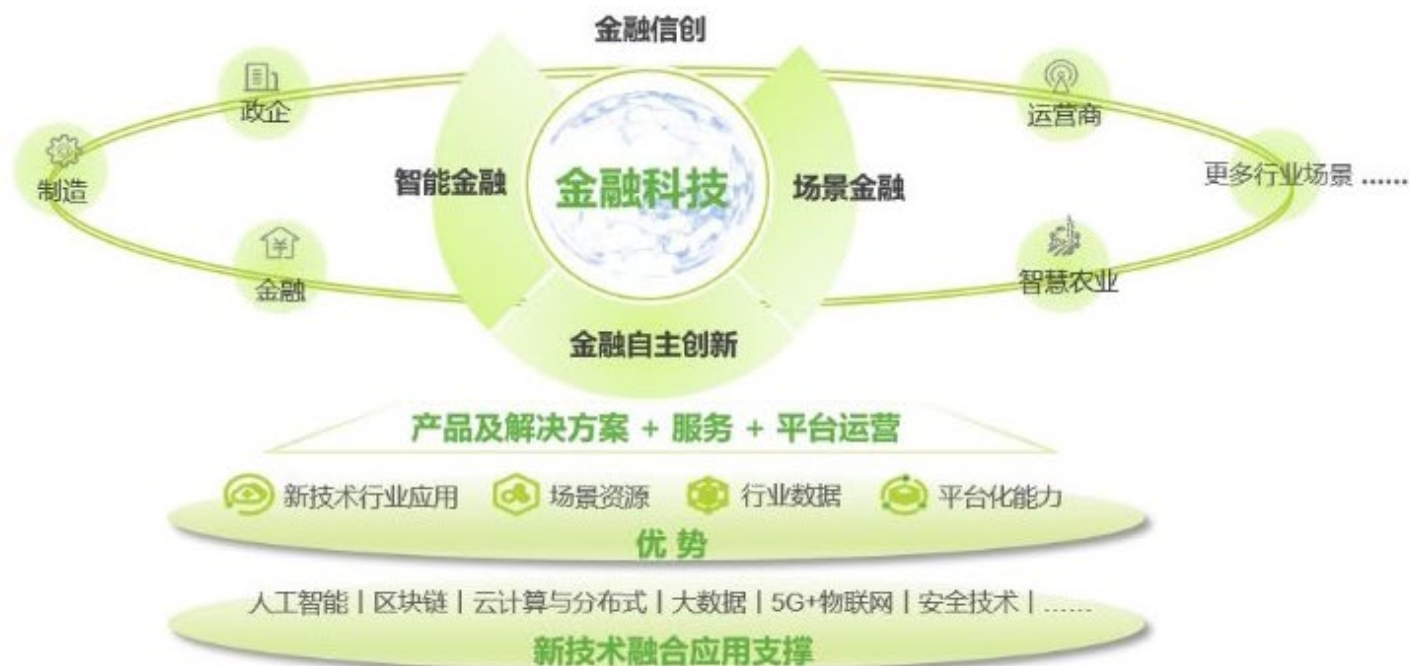 金融信创
政企
运营商
制造
智能金融
金融科技
场景金融
更多行业场景 ......
金融
智慧农业
金融自主创新
产品及解决方案 + 服务 + 平台运营
新技术行业应用 场景资源 行业数据 平台化能力
优 势
人工智能 | 区块链 | 云计算与分布式 | 大数据 | 5G+物联网 | 安全技术 | ......
新技术融合应用支撑